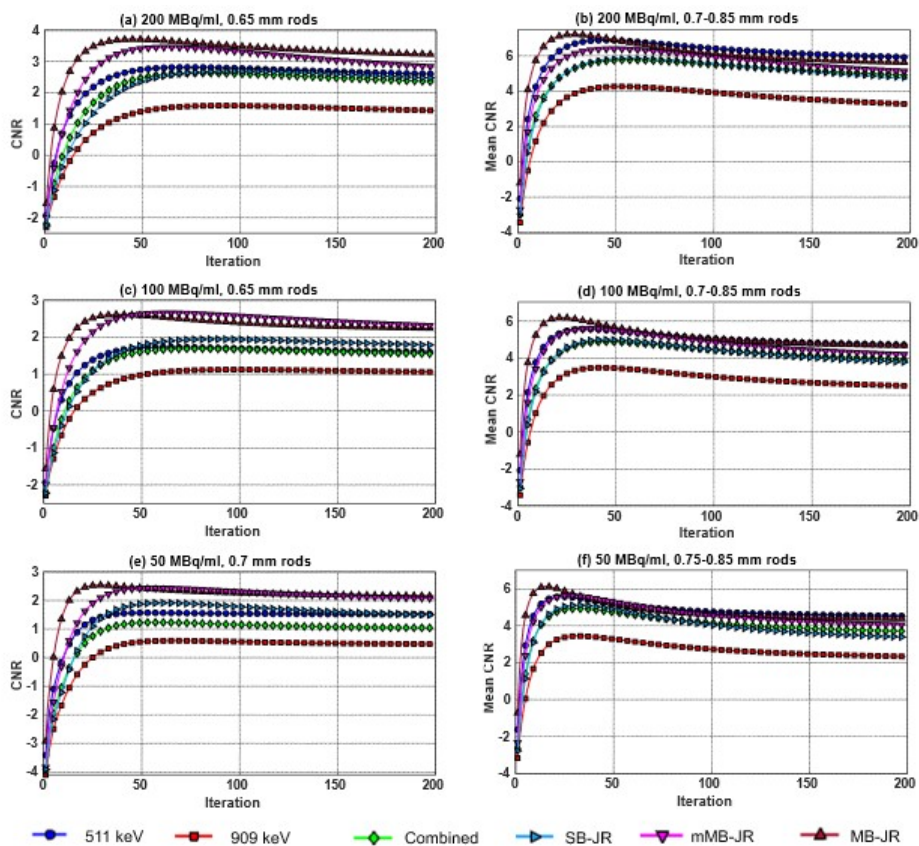 (a) 200 MBq/ml, 0.65 mm rods
4
3
2
1
0
-1
-2
CNR
0 50 100 150 200
Iteration
(b) 200 MBq/ml, 0.7-0.85 mm rods
6
4
2
0
-2
-4
Mean CNR
0 50 100 150 200
Iteration
(c) 100 MBq/ml, 0.65 mm rods
3
2
1
0
-1
-2
CNR
0 50 100 150 200
Iteration
(d) 100 MBq/ml, 0.7-0.85 mm rods
6
4
2
0
-2
-4
Mean CNR
0 50 100 150 200
Iteration
(e) 50 MBq/ml, 0.7 mm rods
3
2
1
0
-1
-2
-3
-4
CNR
0 50 100 150 200
Iteration
(f) 50 MBq/ml, 0.75-0.85 mm rods
6
4
2
0
-2
-4
Mean CNR
0 50 100 150 200
Iteration
511 keV 909 keV Combined SB-JR mMB-JR MB-JR